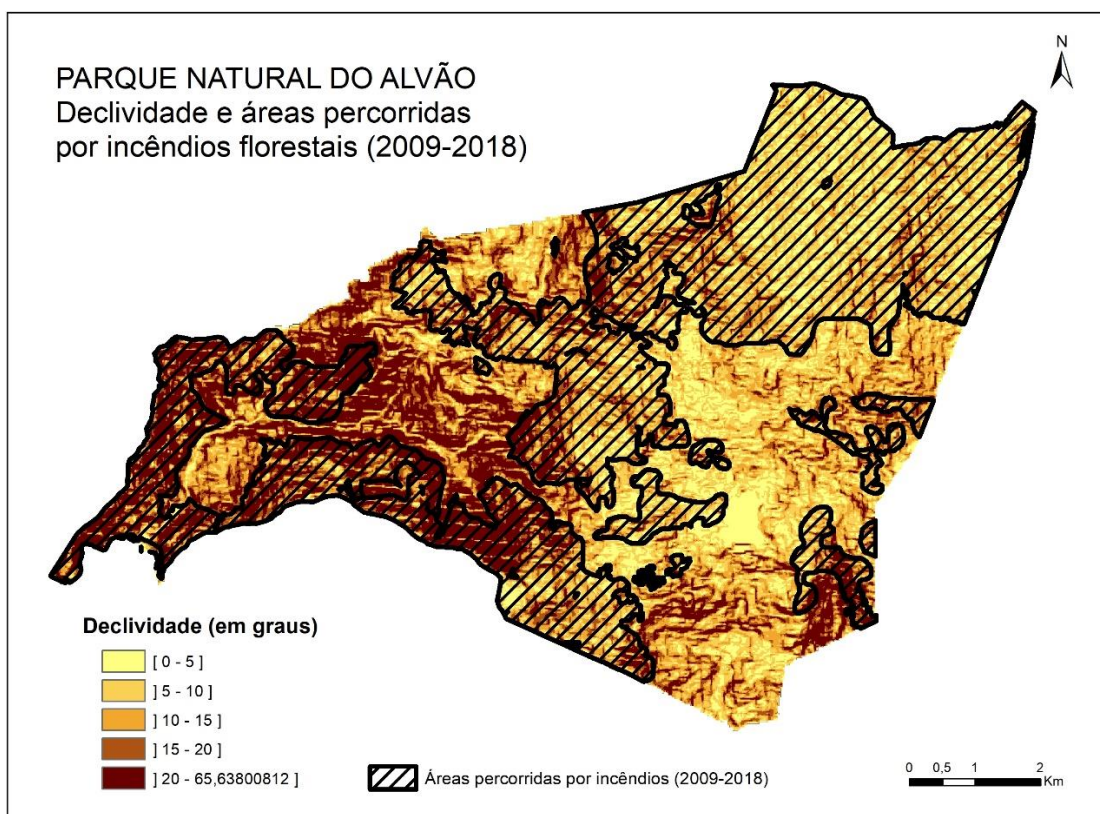 PARQUE NATURAL DO ALVÃO
Declividade e áreas percorridas
por incêndios florestais (2009-2018)
N
Declividade (em graus)
] 0 - 5 ]
] 5 - 10 ]
] 10 - 15 ]
] 15 - 20 ]
] 20 - 65,63800812 ]
Áreas percorridas por incêndios (2009-2018)
0 0,5 1 2
Km